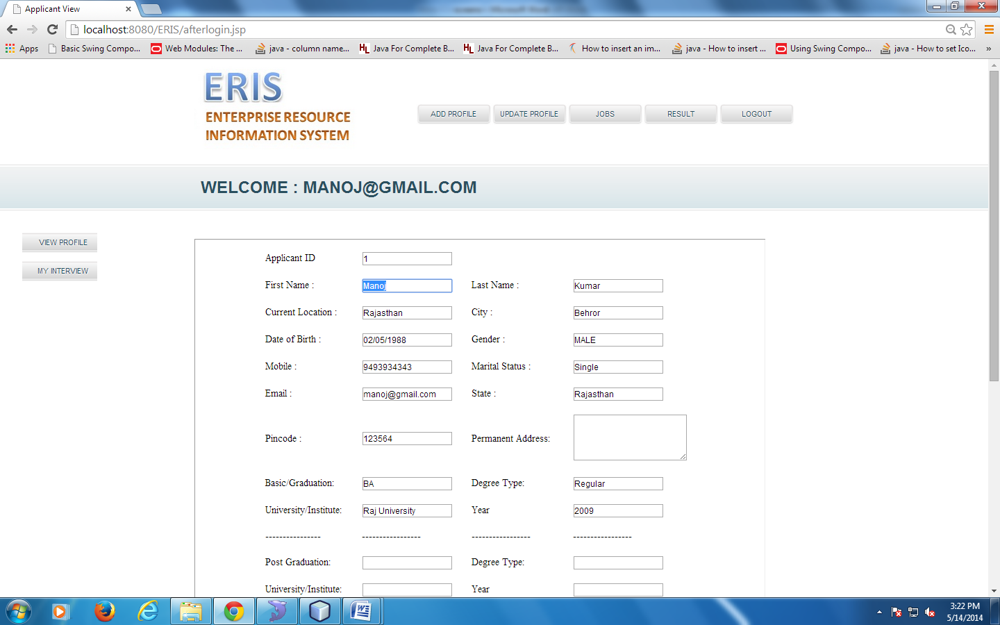 Applicant View
localhost:8080/ERIS/afterlogin.jsp
Apps Basic Swing Compo... Web Modules: The ... java - column name... Java For Complete B... Java For Complete B... How to insert an im... java - How to insert ... Using Swing Compo... java - How to set Ico... »
ERIS
ENTERPRISE RESOURCE
INFORMATION SYSTEM
ADD PROFILE UPDATE PROFILE JOBS RESULT LOGOUT
WELCOME : MANOJ@GMAIL.COM
VIEW PROFILE
MY INTERVIEW
Applicant ID 1
First Name : Manoj Last Name : Kumar
Current Location : Rajasthan City : Behror
Date of Birth : 02/05/1988 Gender : MALE
Mobile : 9493934343 Marital Status : Single
Email : manoj@gmail.com State : Rajasthan
Pincode : 123564 Permanent Address:
Basic/Graduation: BA Degree Type: Regular
University/Institute: Raj University Year 2009
---------------- ----------------- ----------------- -----------------
Post Graduation: Degree Type:
University/Institute: Year
3:22 PM
5/14/2014